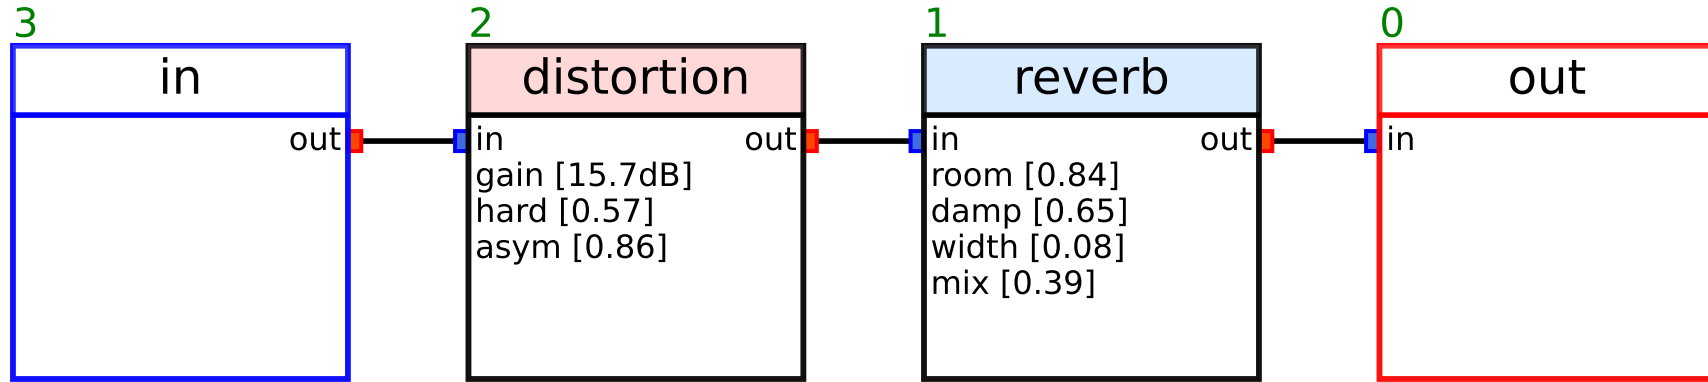 3
in
out
2
distortion
in
out
gain [15.7dB]
hard [0.57]
asym [0.86]
1
reverb
in
out
room [0.84]
damp [0.65]
width [0.08]
mix [0.39]
0
out
in